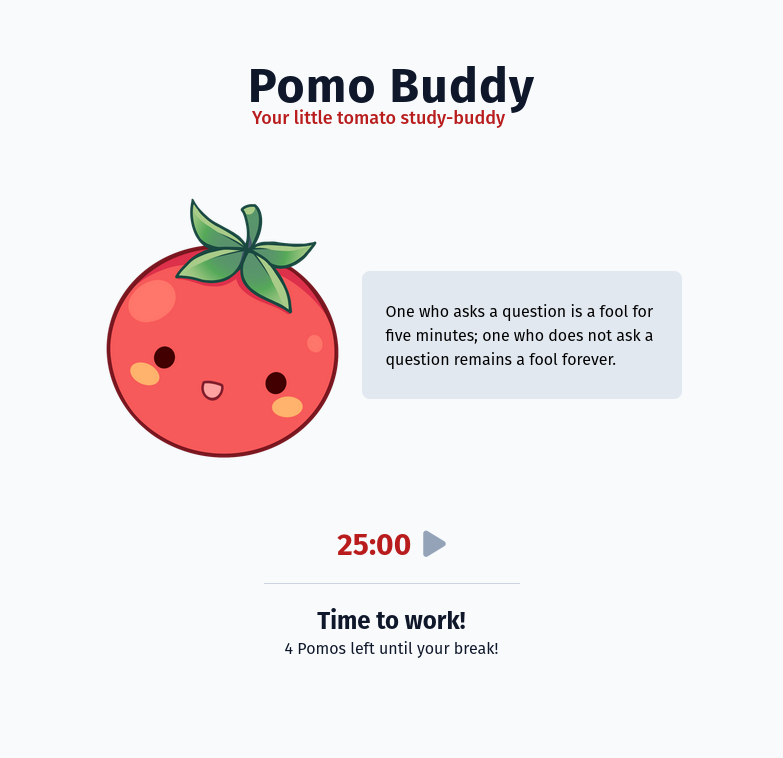 Pomo Buddy
Your little tomato study-buddy
One who asks a question is a fool for
five minutes; one who does not ask a
question remains a fool forever.
25:00
Time to work!
4 Pomos left until your break!